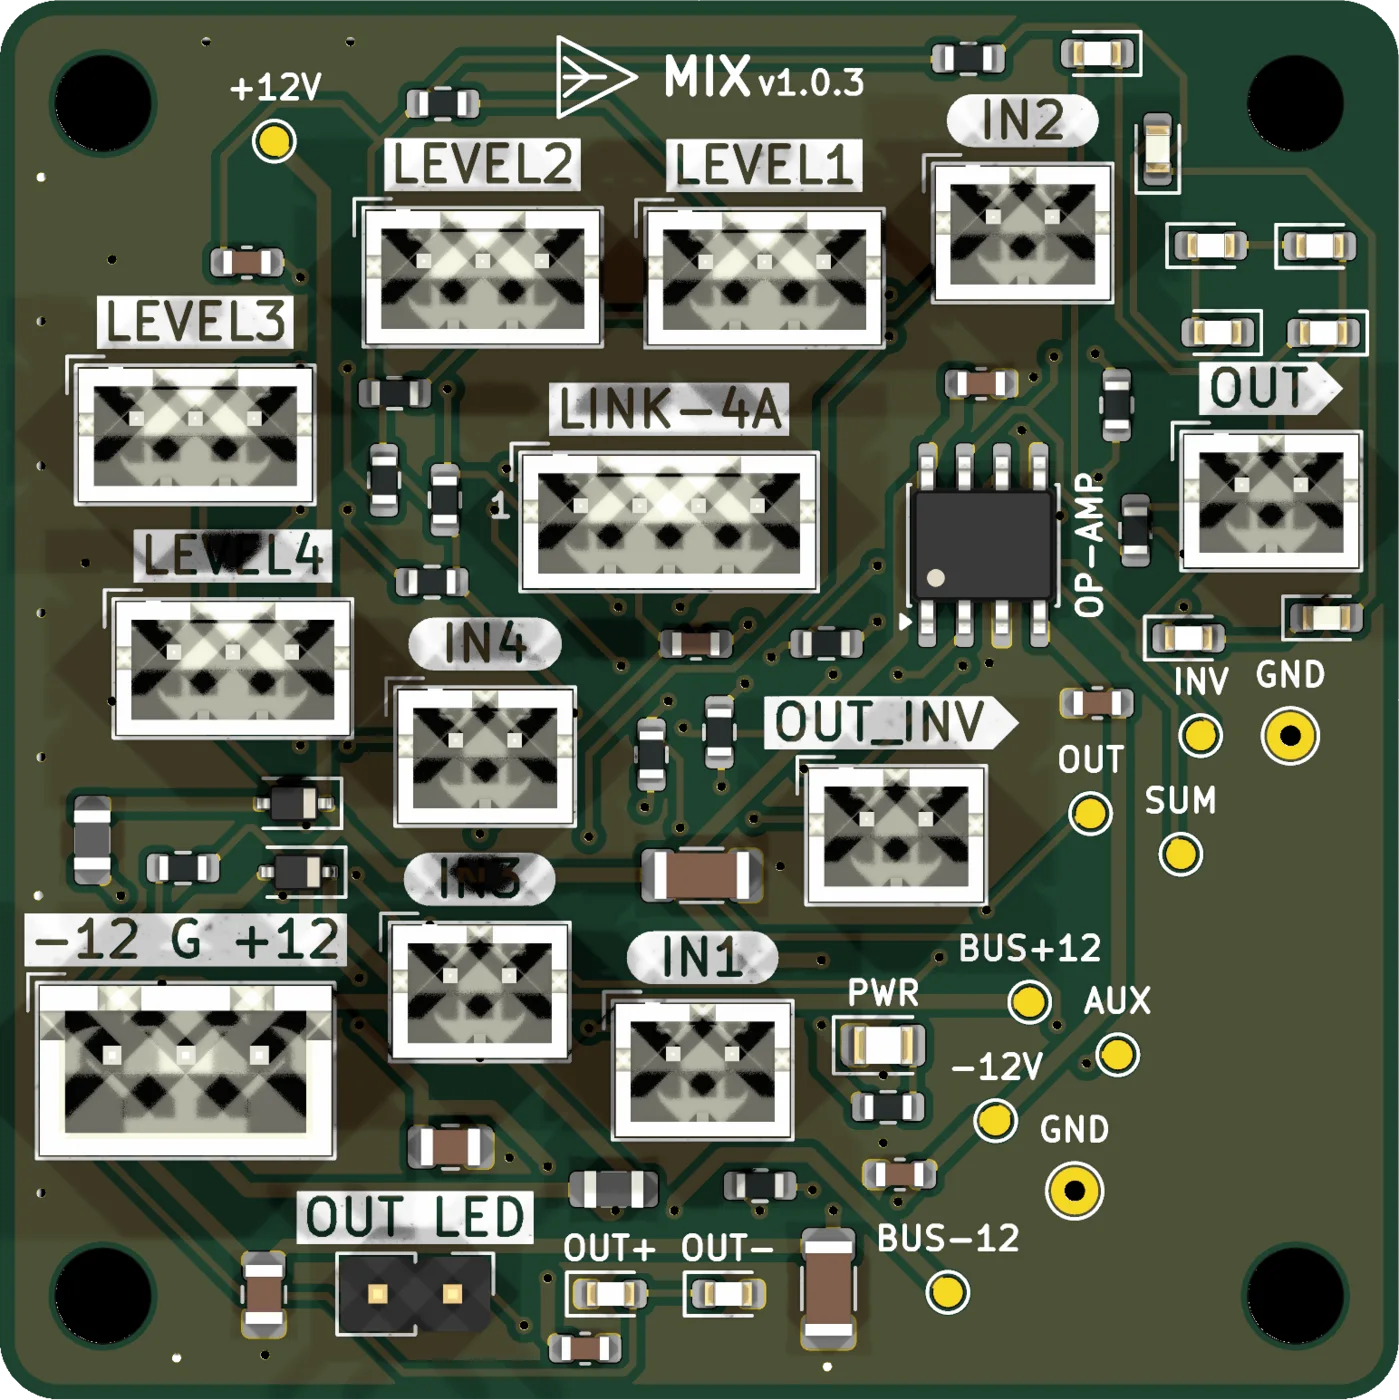 MIX v1.0.3
+12V
IN2
LEVEL2
LEVEL1
LEVEL3
OUT
LINK-4A
1
OP-AMP
LEVEL4
IN4
INV
GND
OUT_INV
OUT
SUM
IN3
-12 G +12
IN1
BUS+12
PWR
AUX
-12V
GND
OUT LED
OUT+
OUT-
BUS-12